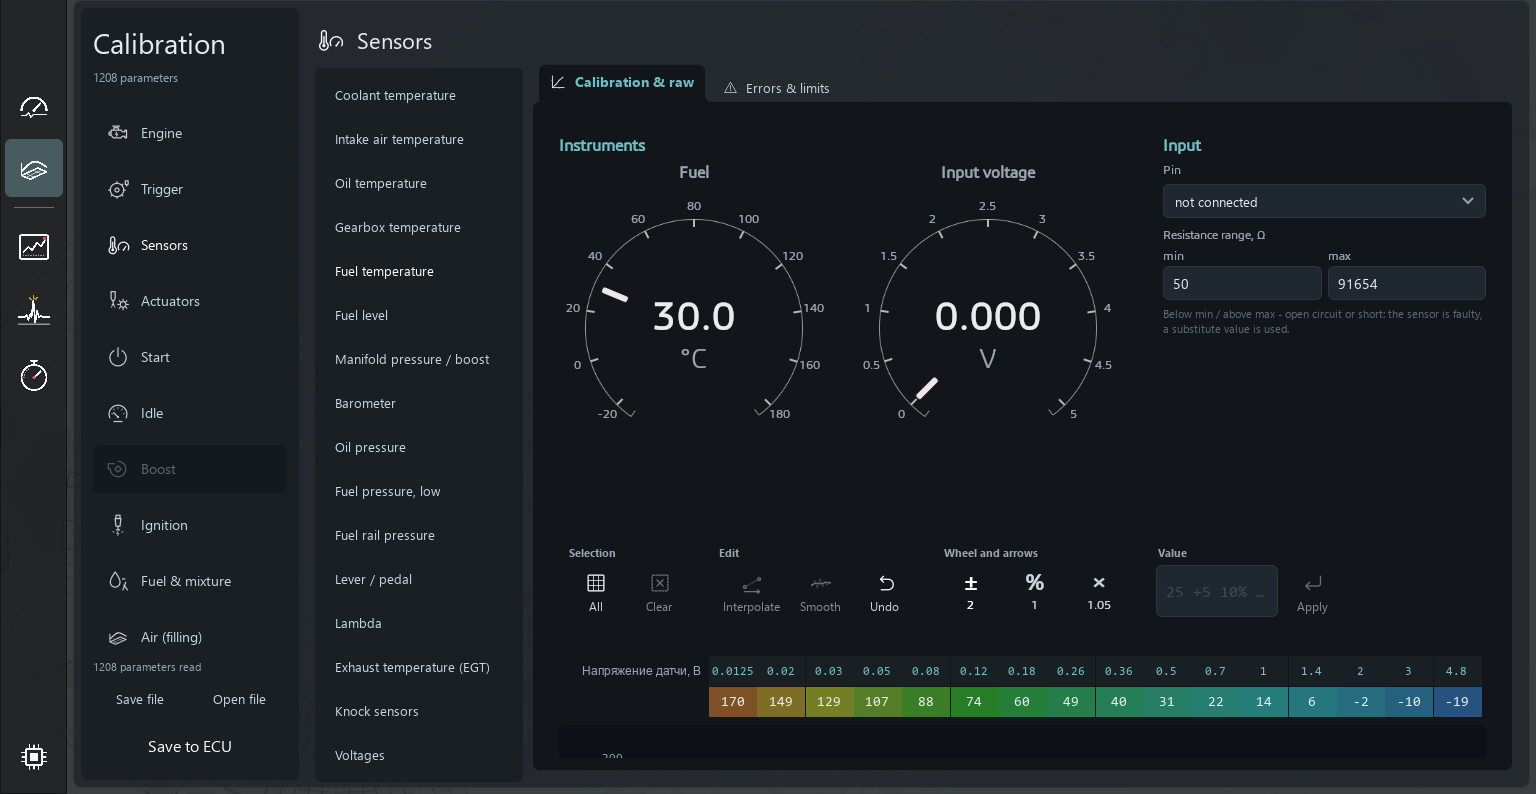 Calibration
1208 parameters
Engine
Trigger
Sensors
Actuators
Start
Idle
Boost
Ignition
Fuel & mixture
Air (filling)
1208 parameters read
Save file Open file
Save to ECU
Sensors
Coolant temperature
Intake air temperature
Oil temperature
Gearbox temperature
Fuel temperature
Fuel level
Manifold pressure / boost
Barometer
Oil pressure
Fuel pressure, low
Fuel rail pressure
Lever / pedal
Lambda
Exhaust temperature (EGT)
Knock sensors
Voltages
Calibration & raw Errors & limits
Instruments
Fuel
-20 0 20 40 60 80 100 120 140 160 180
30.0
°C
Input voltage
0 0.5 1 1.5 2 2.5 3 3.5 4 4.5 5
0.000
V
Input
Pin
not connected
Resistance range, Ω
min max
50 91654
Below min / above max - open circuit or short: the sensor is faulty,
a substitute value is used.
Selection Edit Wheel and arrows Value
± % × 25 +5 10% …
All Clear Interpolate Smooth Undo 2 1 1.05 Apply
Напряжение датчи, В 0.0125 0.02 0.03 0.05 0.08 0.12 0.18 0.26 0.36 0.5 0.7 1 1.4 2 3 4.8
170 149 129 107 88 74 60 49 40 31 22 14 6 -2 -10 -19
200